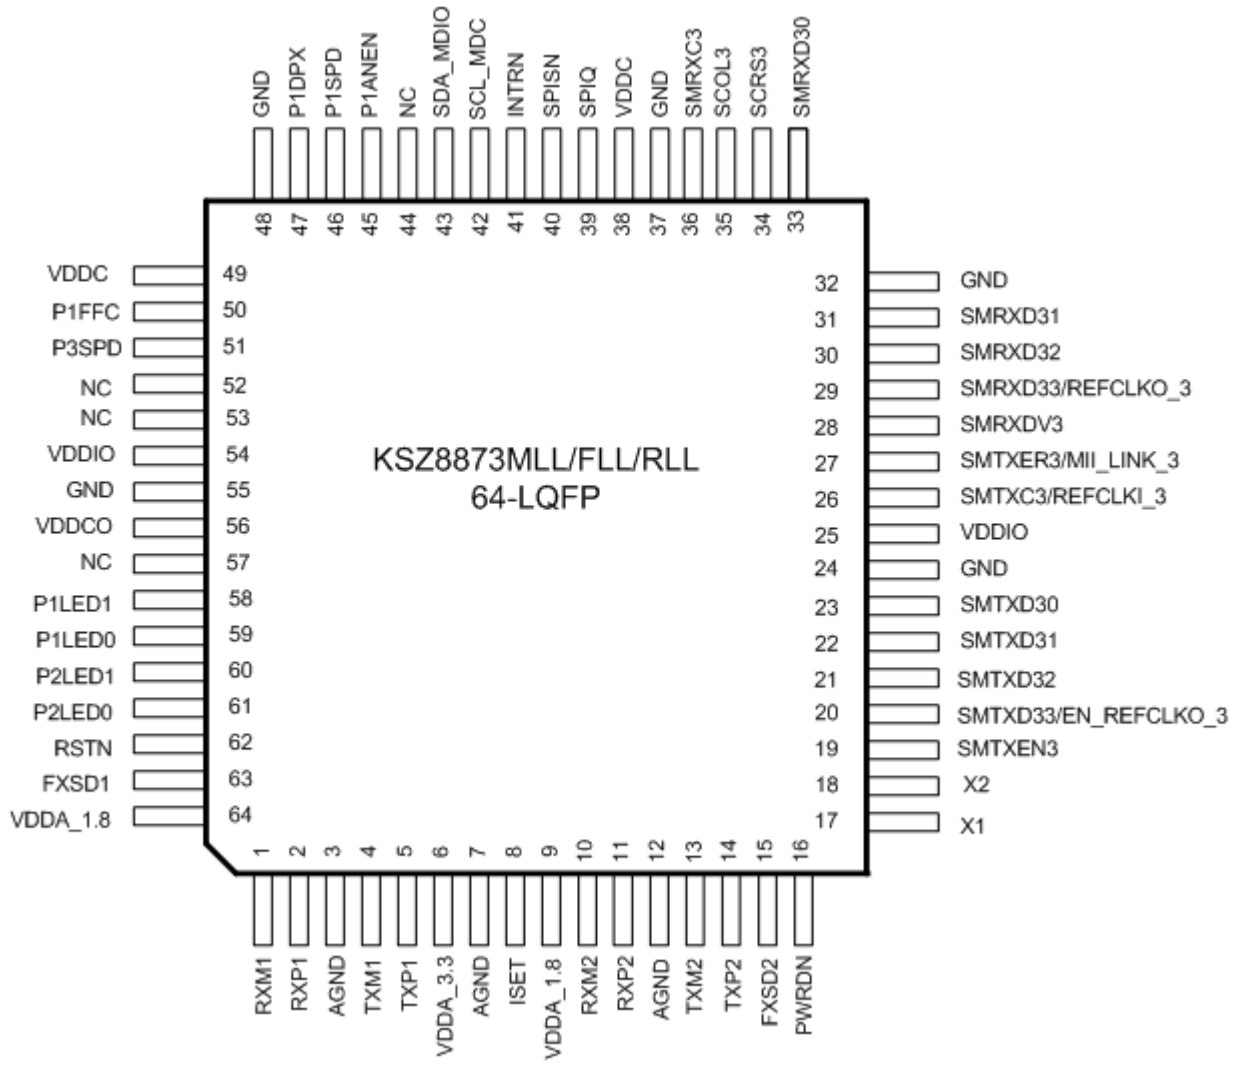 GND
P1DPX
P1SPD
P1ANEN
NC
SDA_MDIO
SCL_MDC
INTRN
SPISN
SPIQ
VDDC
GND
SMRXC3
SCOL3
SCRS3
SMRXD30
48
47
46
45
44
43
42
41
40
39
38
37
36
35
34
33
VDDC 49
P1FFC 50
P3SPD 51
NC 52
NC 53
VDDIO 54
GND 55
VDDCO 56
NC 57
P1LED1 58
P1LED0 59
P2LED1 60
P2LED0 61
RSTN 62
FXSD1 63
VDDA_1.8 64
KSZ8873MLL/FLL/RLL
64-LQFP
32 GND
31 SMRXD31
30 SMRXD32
29 SMRXD33/REFCLKO_3
28 SMRXDV3
27 SMTXER3/MII_LINK_3
26 SMTXC3/REFCLKI_3
25 VDDIO
24 GND
23 SMTXD30
22 SMTXD31
21 SMTXD32
20 SMTXD33/EN_REFCLKO_3
19 SMTXEN3
18 X2
17 X1
1
2
3
4
5
6
7
8
9
10
11
12
13
14
15
16
RXM1
RXP1
AGND
TXM1
TXP1
VDDA_3.3
AGND
ISET
VDDA_1.8
RXM2
RXP2
AGND
TXM2
TXP2
FXSD2
PWRDN